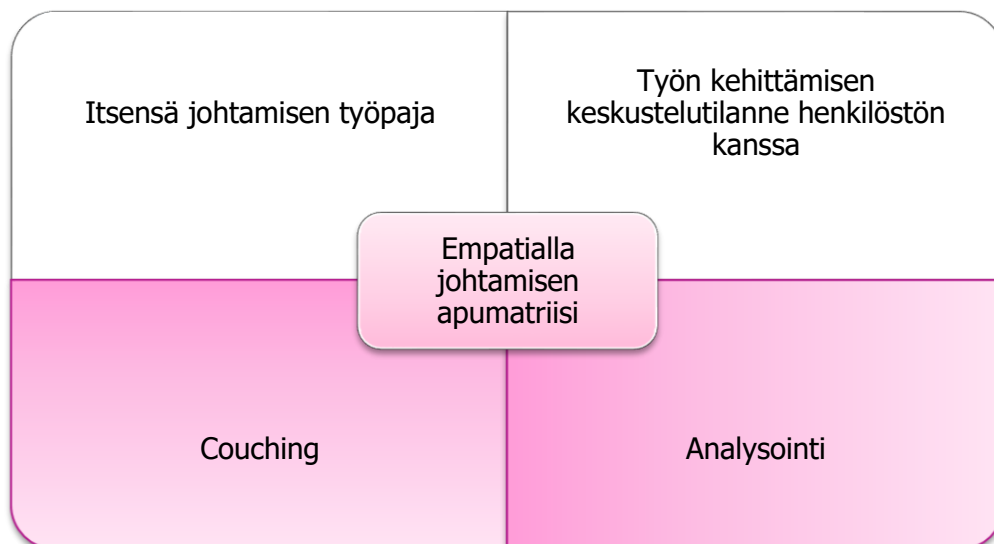 Itsensä johtamisen työpaja
Työn kehittämisen
keskustelutilanne henkilöstön
kanssa
Empatialla
johtamisen
apumatriisi
Couching
Analysointi